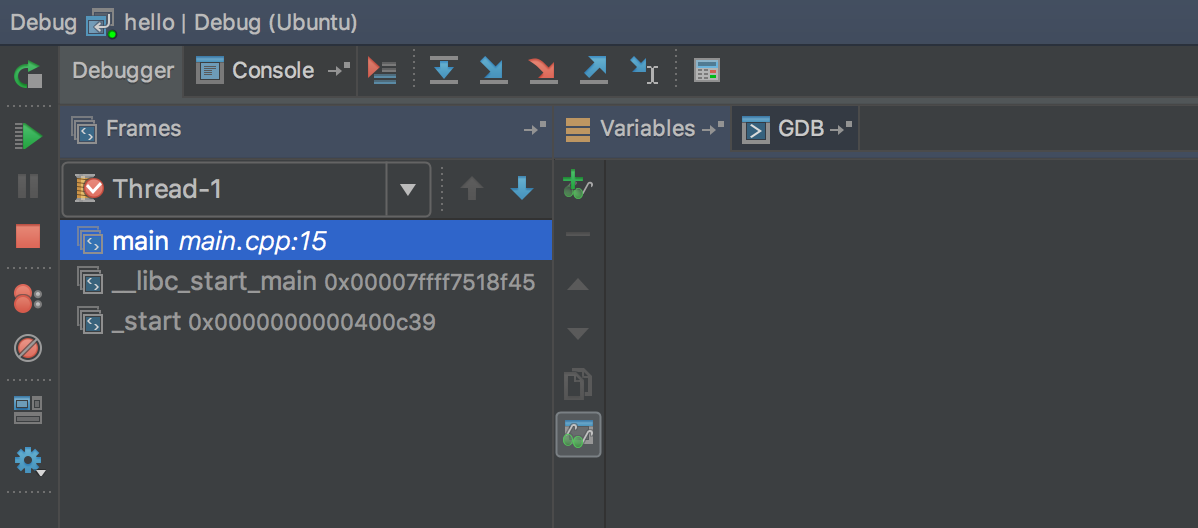 Debug hello | Debug (Ubuntu)
Debugger Console
Frames Variables GDB
Thread-1
main main.cpp:15
__libc_start_main 0x00007ffff7518f45
_start 0x0000000000400c39